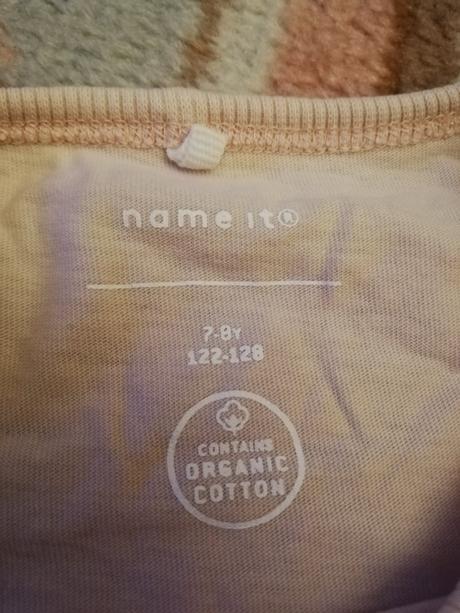 name it®
7-8Y
122-128
CONTAINS
ORGANIC
COTTON